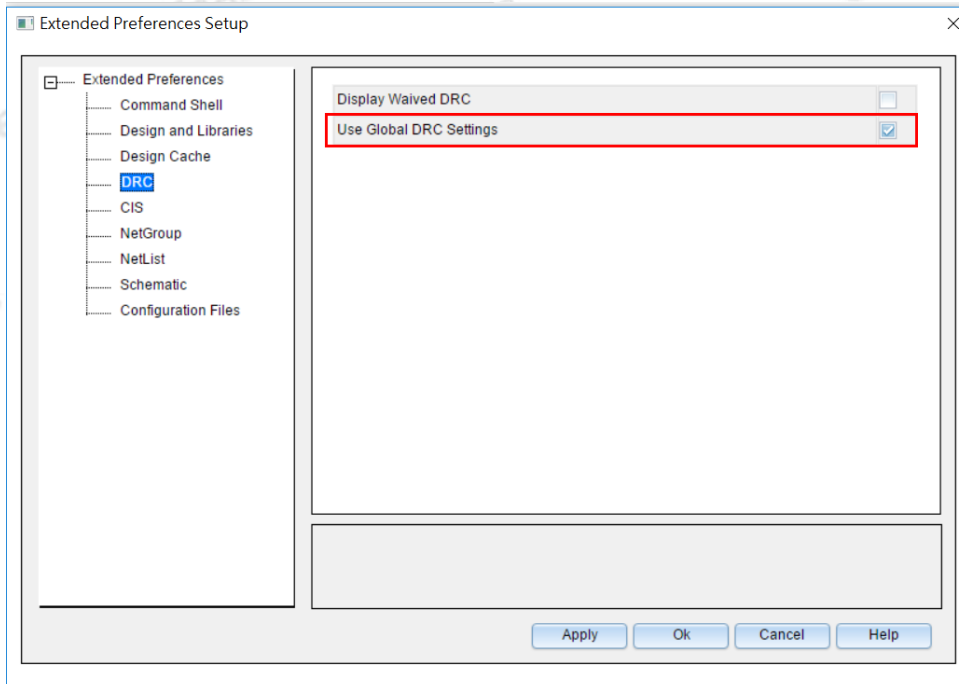 Extended Preferences Setup
Extended Preferences
Command Shell
Design and Libraries
Design Cache
DRC
CIS
NetGroup
NetList
Schematic
Configuration Files
Display Waived DRC
Use Global DRC Settings
Apply
Ok
Cancel
Help